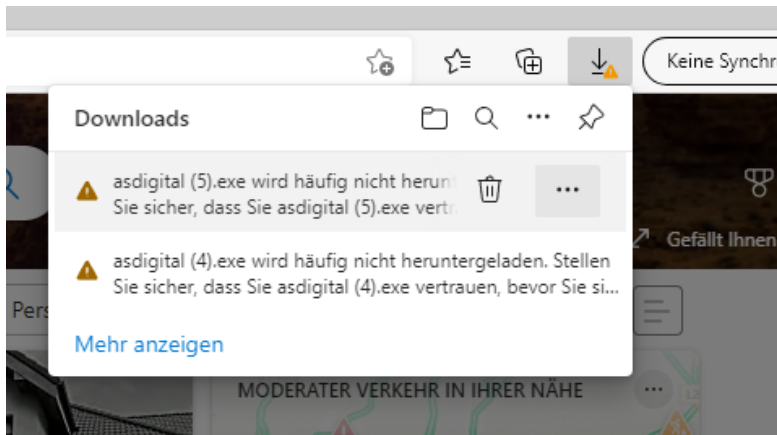 Keine Synchr
Downloads
asdigital (5).exe wird häufig nicht herun
Sie sicher, dass Sie asdigital (5).exe vertr
asdigital (4).exe wird häufig nicht heruntergeladen. Stellen
Sie sicher, dass Sie asdigital (4).exe vertrauen, bevor Sie si...
Gefällt Ihnen
Pers
Mehr anzeigen
MODERATER VERKEHR IN IHRER NÄHE